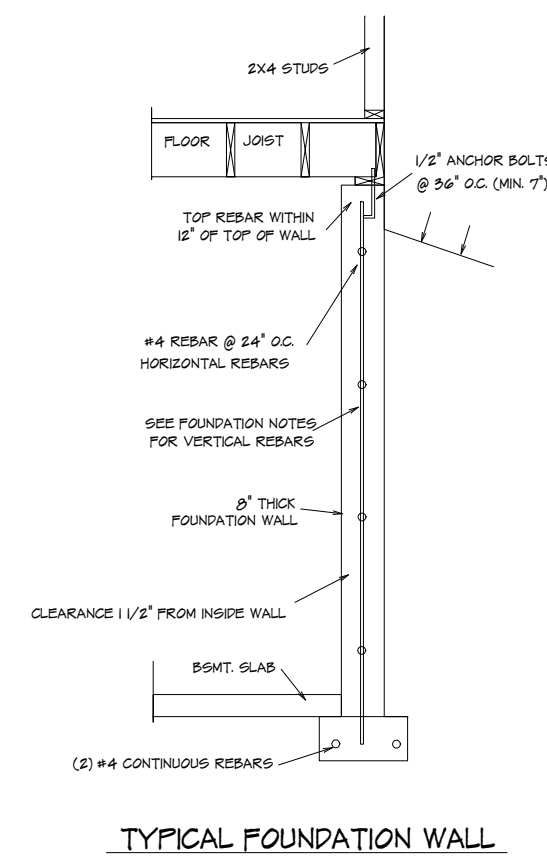 2X4 STUDS
FLOOR JOIST
1/2" ANCHOR BOLTS
@ 36" O.C. (MIN. 7")
TOP REBAR WITHIN
12" OF TOP OF WALL
#4 REBAR @ 24" O.C.
HORIZONTAL REBARS
SEE FOUNDATION NOTES
FOR VERTICAL REBARS
8" THICK
FOUNDATION WALL
CLEARANCE 1 1/2" FROM INSIDE WALL
BSMT. SLAB
(2) #4 CONTINUOUS REBARS
TYPICAL FOUNDATION WALL